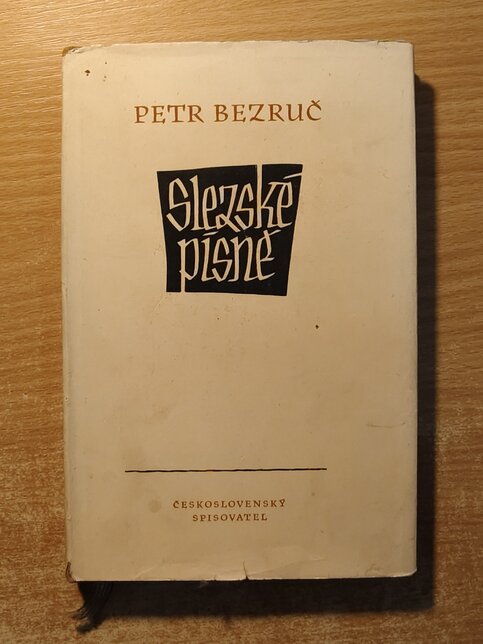 PETR BEZRUČ
Slezské
písně
ČESKOSLOVENSKÝ
SPISOVATEL